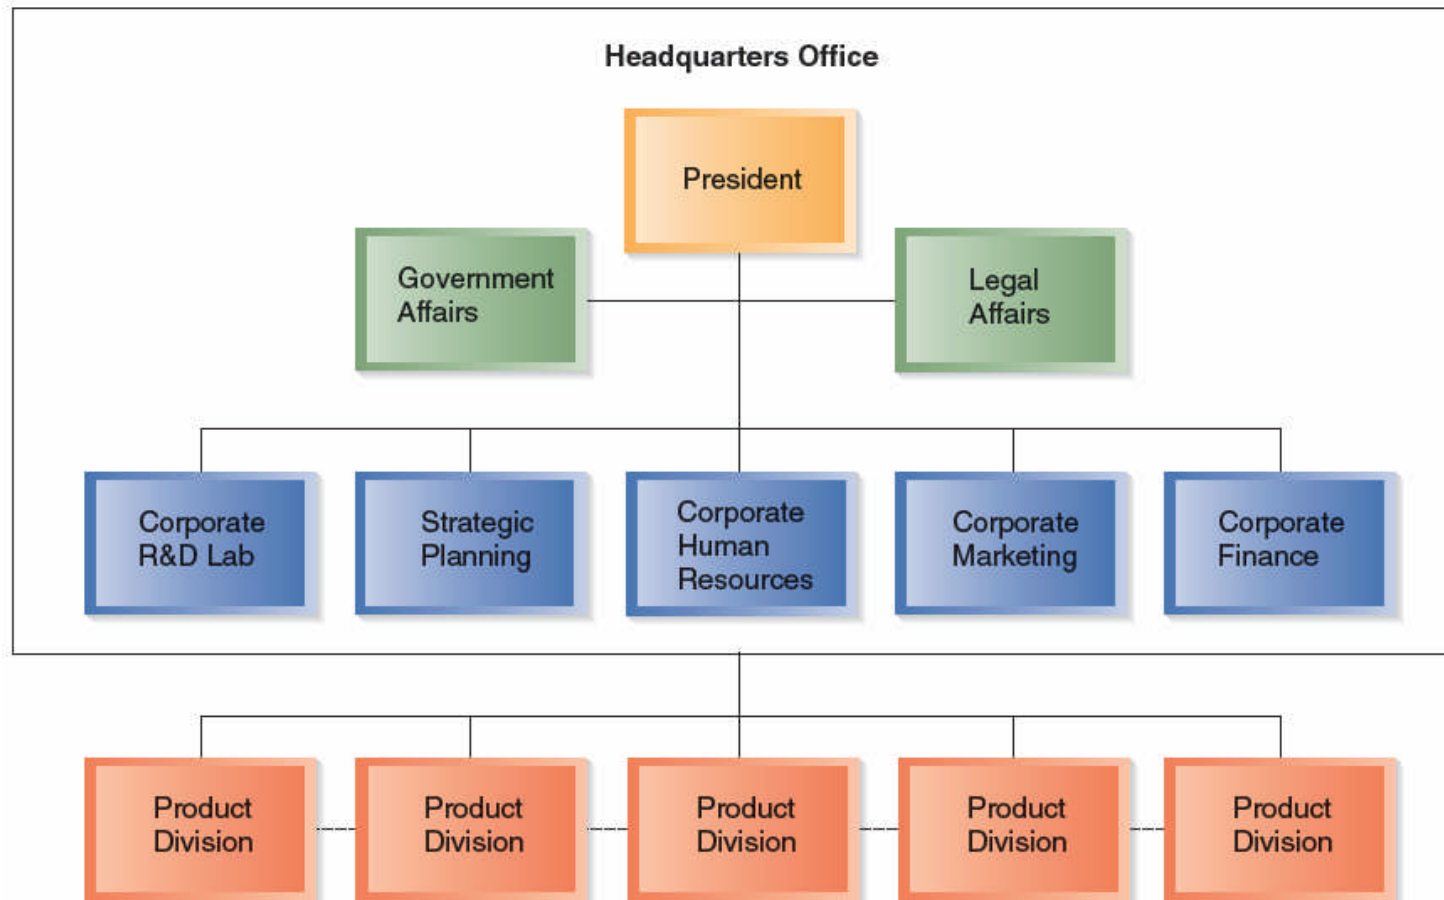 Headquarters Office
President
Government
Affairs
Legal
Affairs
Corporate
R&D Lab
Strategic
Planning
Corporate
Human
Resources
Corporate
Marketing
Corporate
Finance
Product
Division
Product
Division
Product
Division
Product
Division
Product
Division